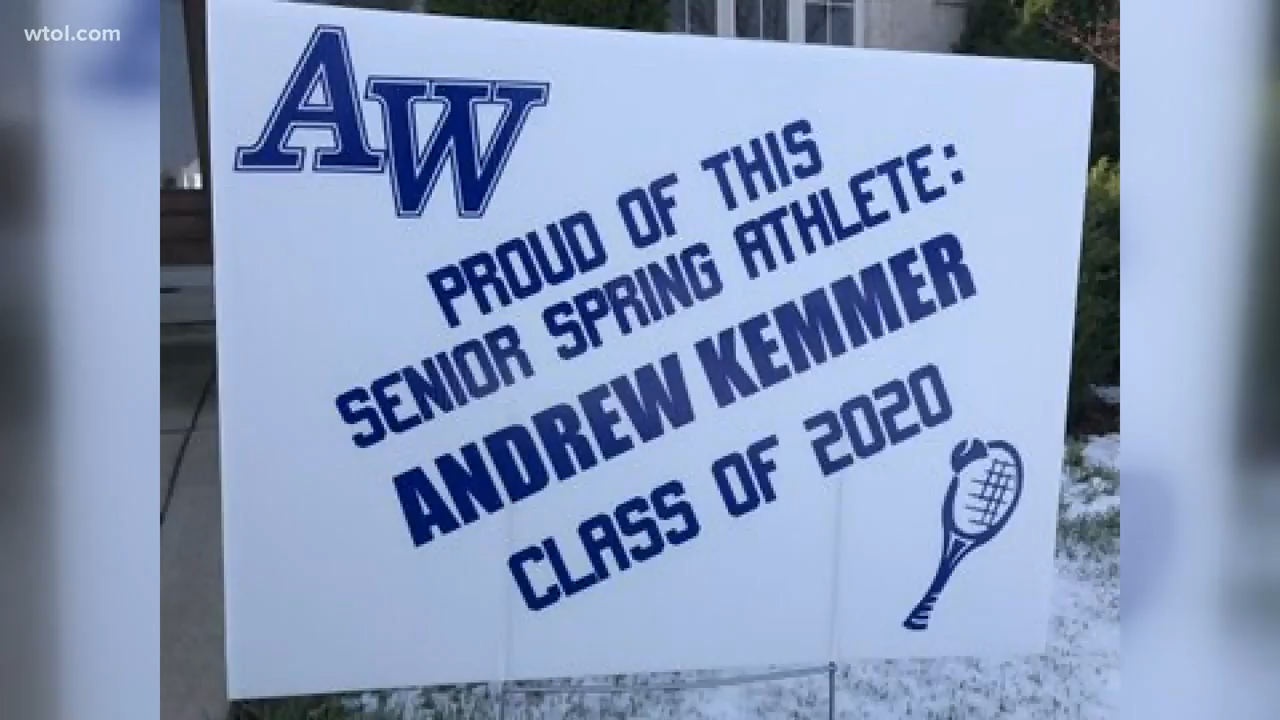 wtol.com
AW
PROUD OF THIS
SENIOR SPRING ATHLETE:
ANDREW KEMMER
CLASS OF 2020